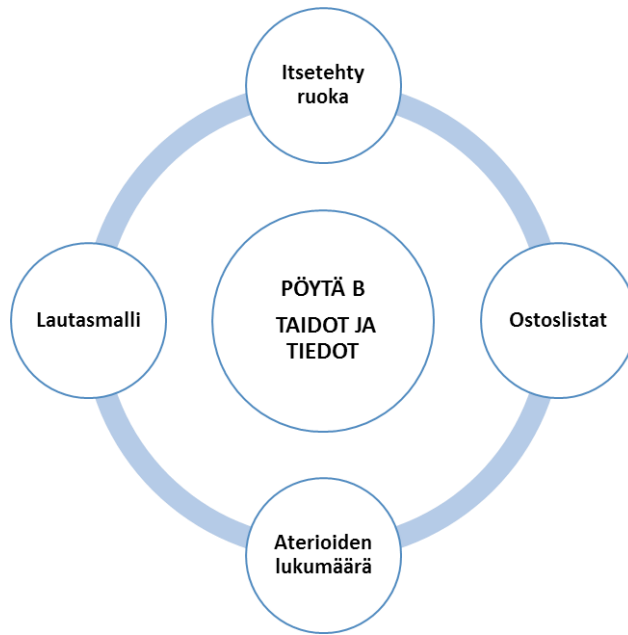 Itsetehty
ruoka
PÖYTÄ B
TAIDOT JA
TIEDOT
Lautasmalli
Ostoslistat
Aterioiden
lukumäärä